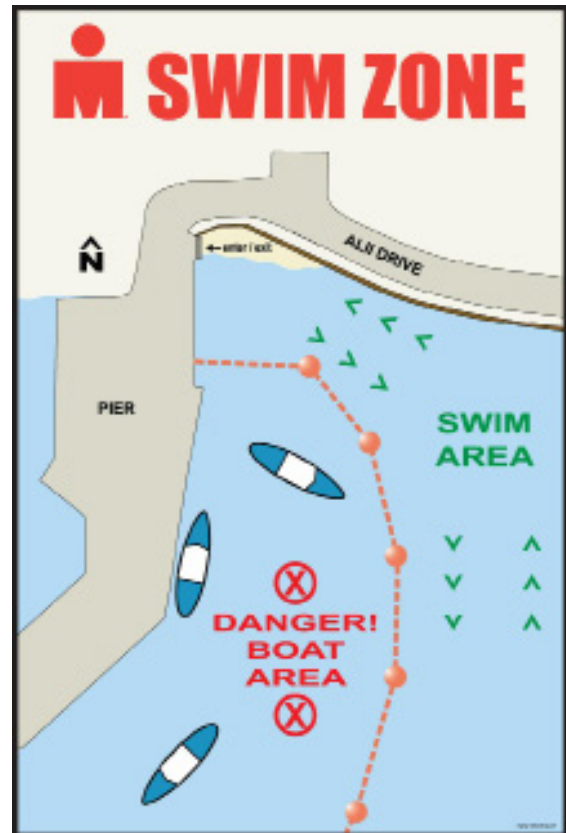 SWIM ZONE
N
←enter / exit
ALII DRIVE
PIER
SWIM
AREA
DANGER!
BOAT
AREA